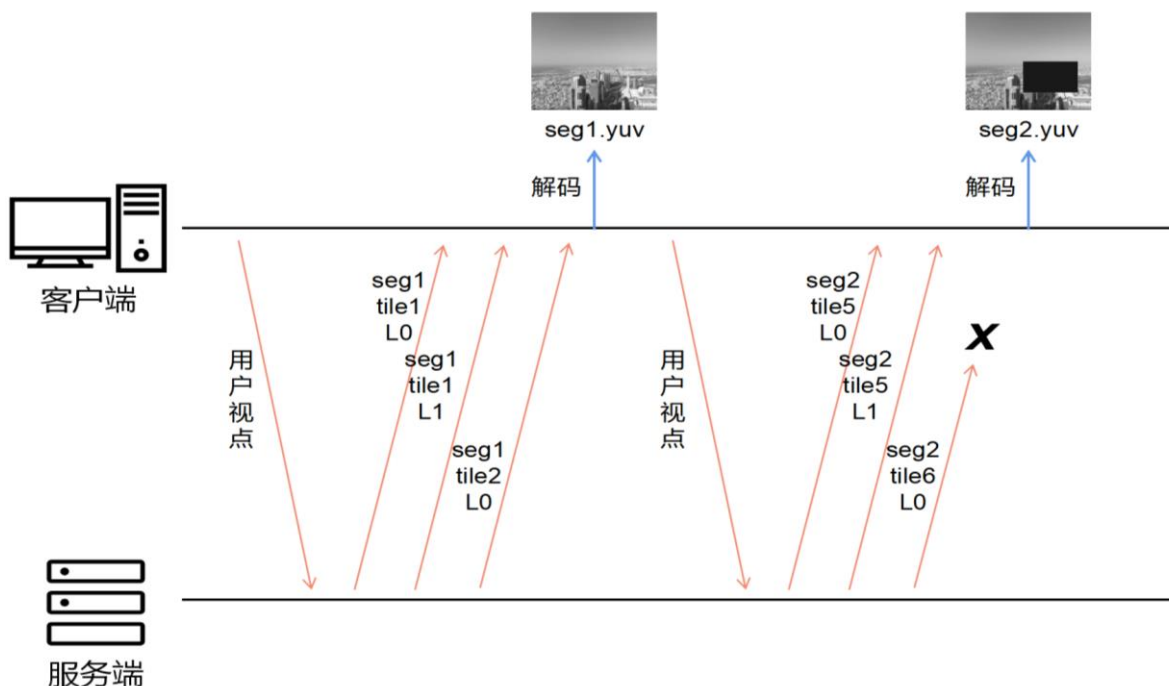 seg1.yuv
seg2.yuv
解码
解码
客户端
用户视点
seg1
tile1
L0
seg1
tile1
L1
seg1
tile2
L0
用户视点
seg2
tile5
L0
seg2
tile5
L1
seg2
tile6
L0
x
服务端